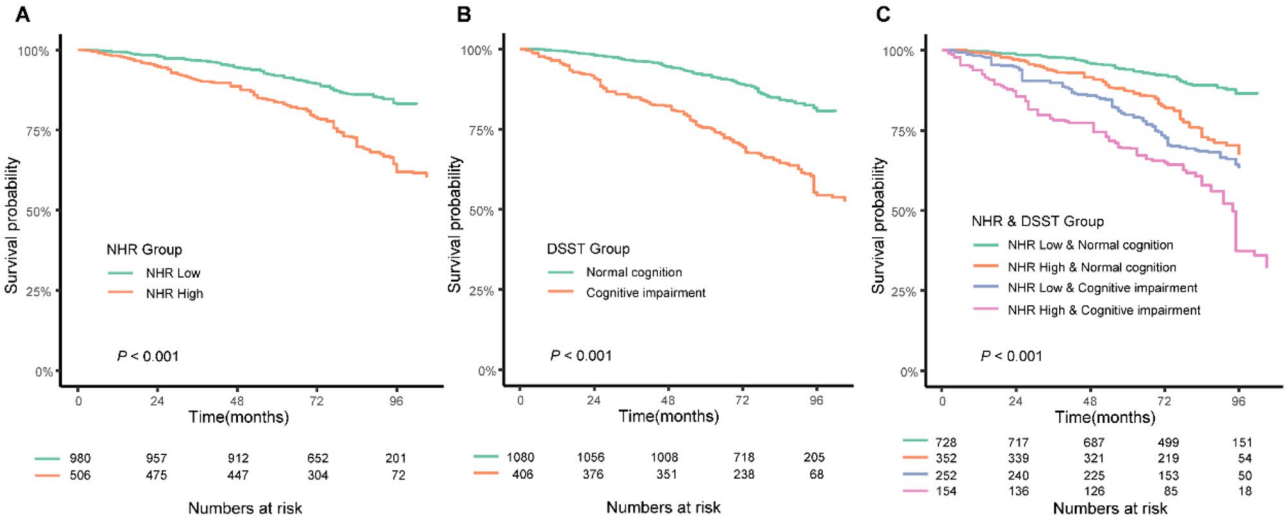 A
100%
75%
50%
25%
0%
Survival probability
NHR Group
NHR Low
NHR High
P < 0.001
0 24 48 72 96
Time(months)
980 957 912 652 201
506 475 447 304 72
Numbers at risk
B
100%
75%
50%
25%
0%
Survival probability
DSST Group
Normal cognition
Cognitive impairment
P < 0.001
0 24 48 72 96
Time(months)
1080 1056 1008 718 205
406 376 351 238 68
Numbers at risk
C
100%
75%
50%
25%
0%
Survival probability
NHR & DSST Group
NHR Low & Normal cognition
NHR High & Normal cognition
NHR Low & Cognitive impairment
NHR High & Cognitive impairment
P < 0.001
0 24 48 72 96
Time(months)
728 717 687 499 151
352 339 321 219 54
252 240 225 153 50
154 136 126 85 18
Numbers at risk